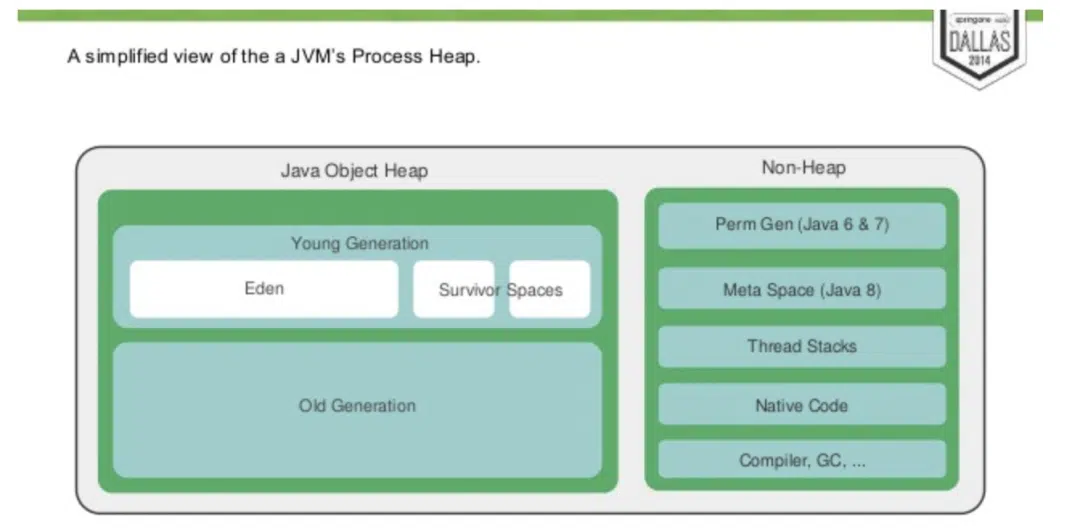 A simplified view of the a JVM's Process Heap.
springone
DALLAS
2014
Java Object Heap
Non-Heap
Young Generation
Eden
Survivor Spaces
Old Generation
Perm Gen (Java 6 & 7)
Meta Space (Java 8)
Thread Stacks
Native Code
Compiler, GC, ...